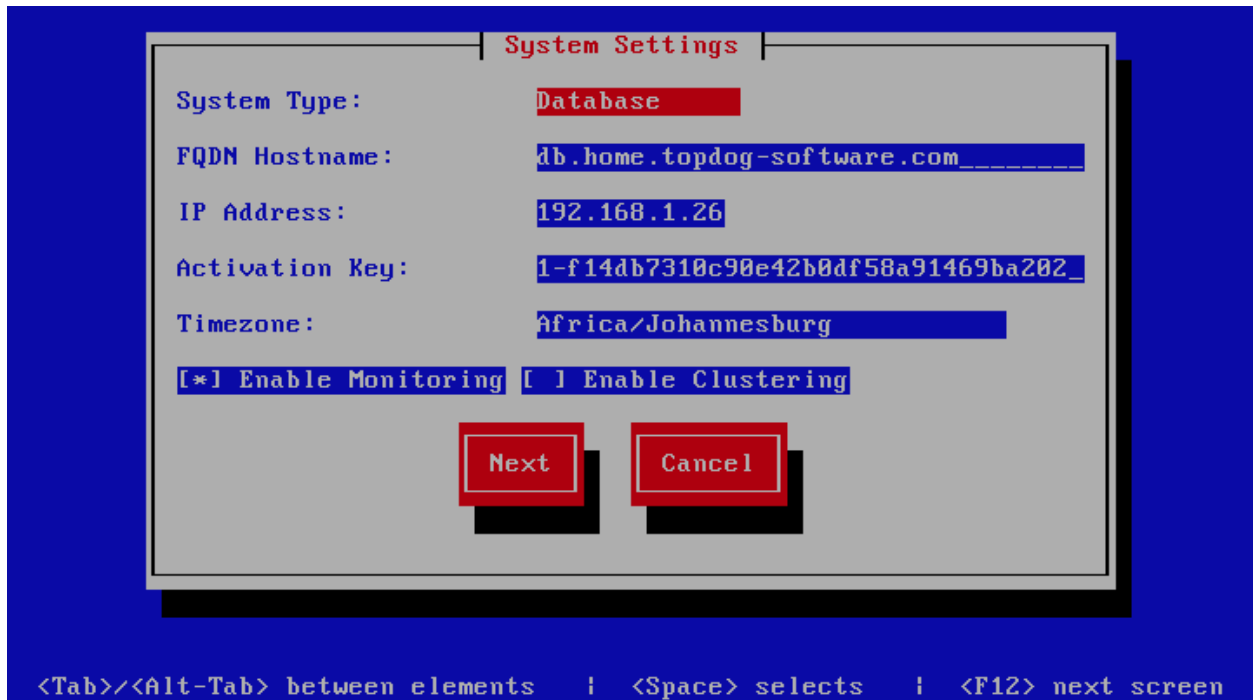 System Settings
System Type: Database
FQDN Hostname: db.home.topdog-software.com________
IP Address: 192.168.1.26
Activation Key: 1-f14db7310c90e42b0df58a91469ba202_
Timezone: Africa/Johannesburg
[*] Enable Monitoring [ ] Enable Clustering
Next Cancel
<Tab>/<Alt-Tab> between elements | <Space> selects | <F12> next screen